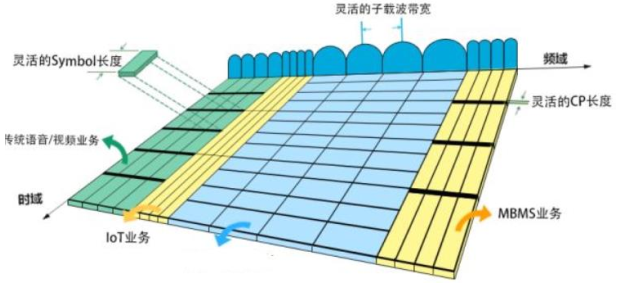 灵活的子载波带宽
灵活的Symbol长度
频域
灵活的CP长度
传统语音/视频业务
时域
MBMS业务
IoT业务